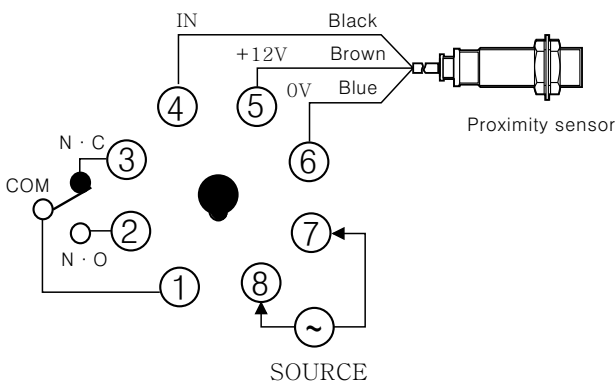 IN
Black
+12V
Brown
0V
Blue
4
5
Proximity sensor
N · C
3
6
COM
2
7
N · O
1
8
~
SOURCE